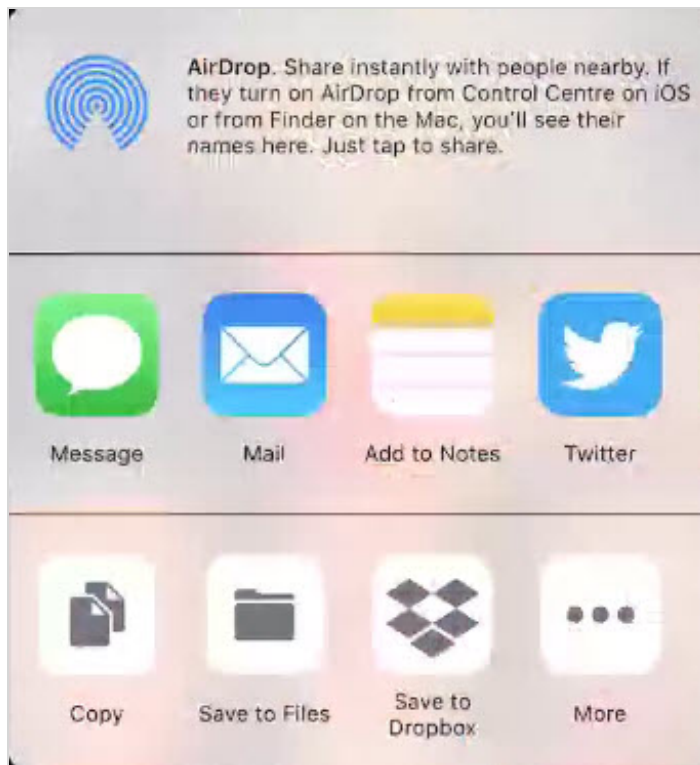 AirDrop. Share instantly with people nearby. If
they turn on AirDrop from Control Centre on iOS
or from Finder on the Mac, you'll see their
names here. Just tap to share.
Message Mail Add to Notes Twitter
Copy Save to Files Save to Dropbox More